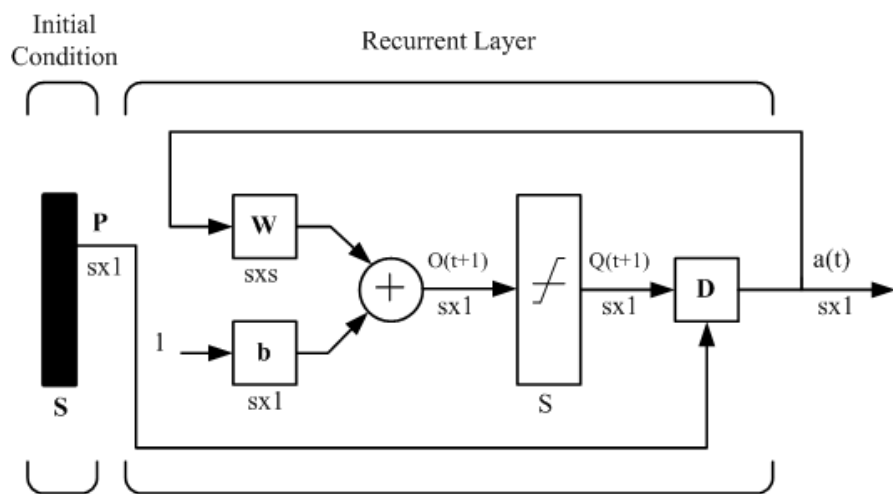 Initial
Condition
Recurrent Layer
P
sx1
S
W
sxs
1
b
sx1
+
O(t+1)
sx1
S
Q(t+1)
sx1
D
a(t)
sx1